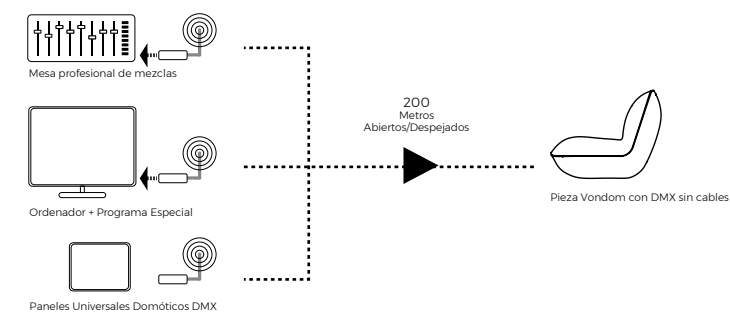 Mesa profesional de mezclas
200
Metros
Abiertos/Despejados
Ordenador + Programa Especial
Pieza Vondom con DMX sin cables
Paneles Universales Domóticos DMX